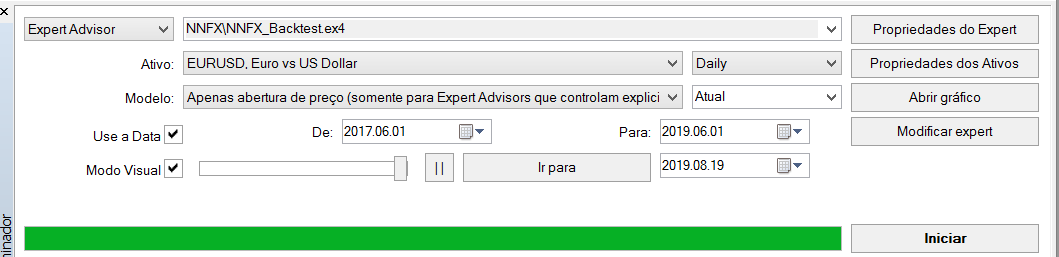 Expert Advisor NNFX\NNFX_Backtest.ex4 Propriedades do Expert
Ativo: EURUSD, Euro vs US Dollar Daily Propriedades dos Ativos
Modelo: Apenas abertura de preço (somente para Expert Advisors que controlam explici Atual Abrir gráfico
Use a Data De: 2017.06.01 Para: 2019.06.01 Modificar expert
Modo Visual Ir para 2019.08.19
Iniciar
minador